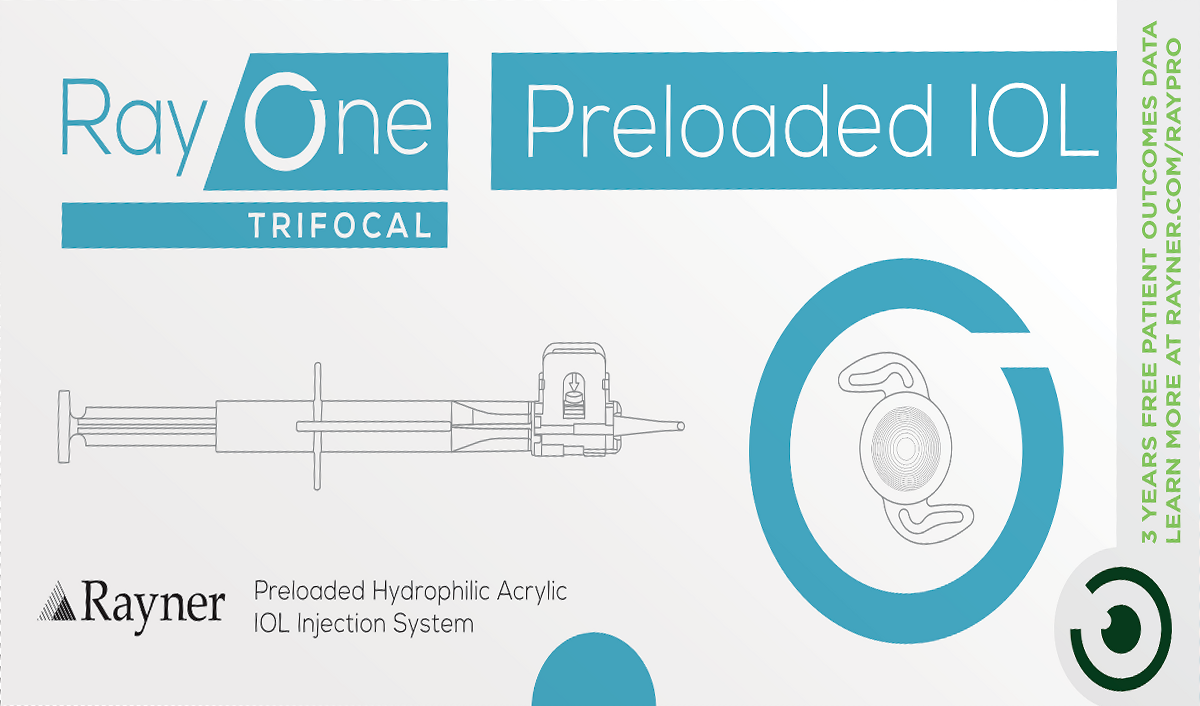 RayOne
TRIFOCAL
Preloaded IOL
Rayner
Preloaded Hydrophilic Acrylic
IOL Injection System
3 YEARS FREE PATIENT OUTCOMES DATA
LEARN MORE AT RAYNER.COM/RAYPRO